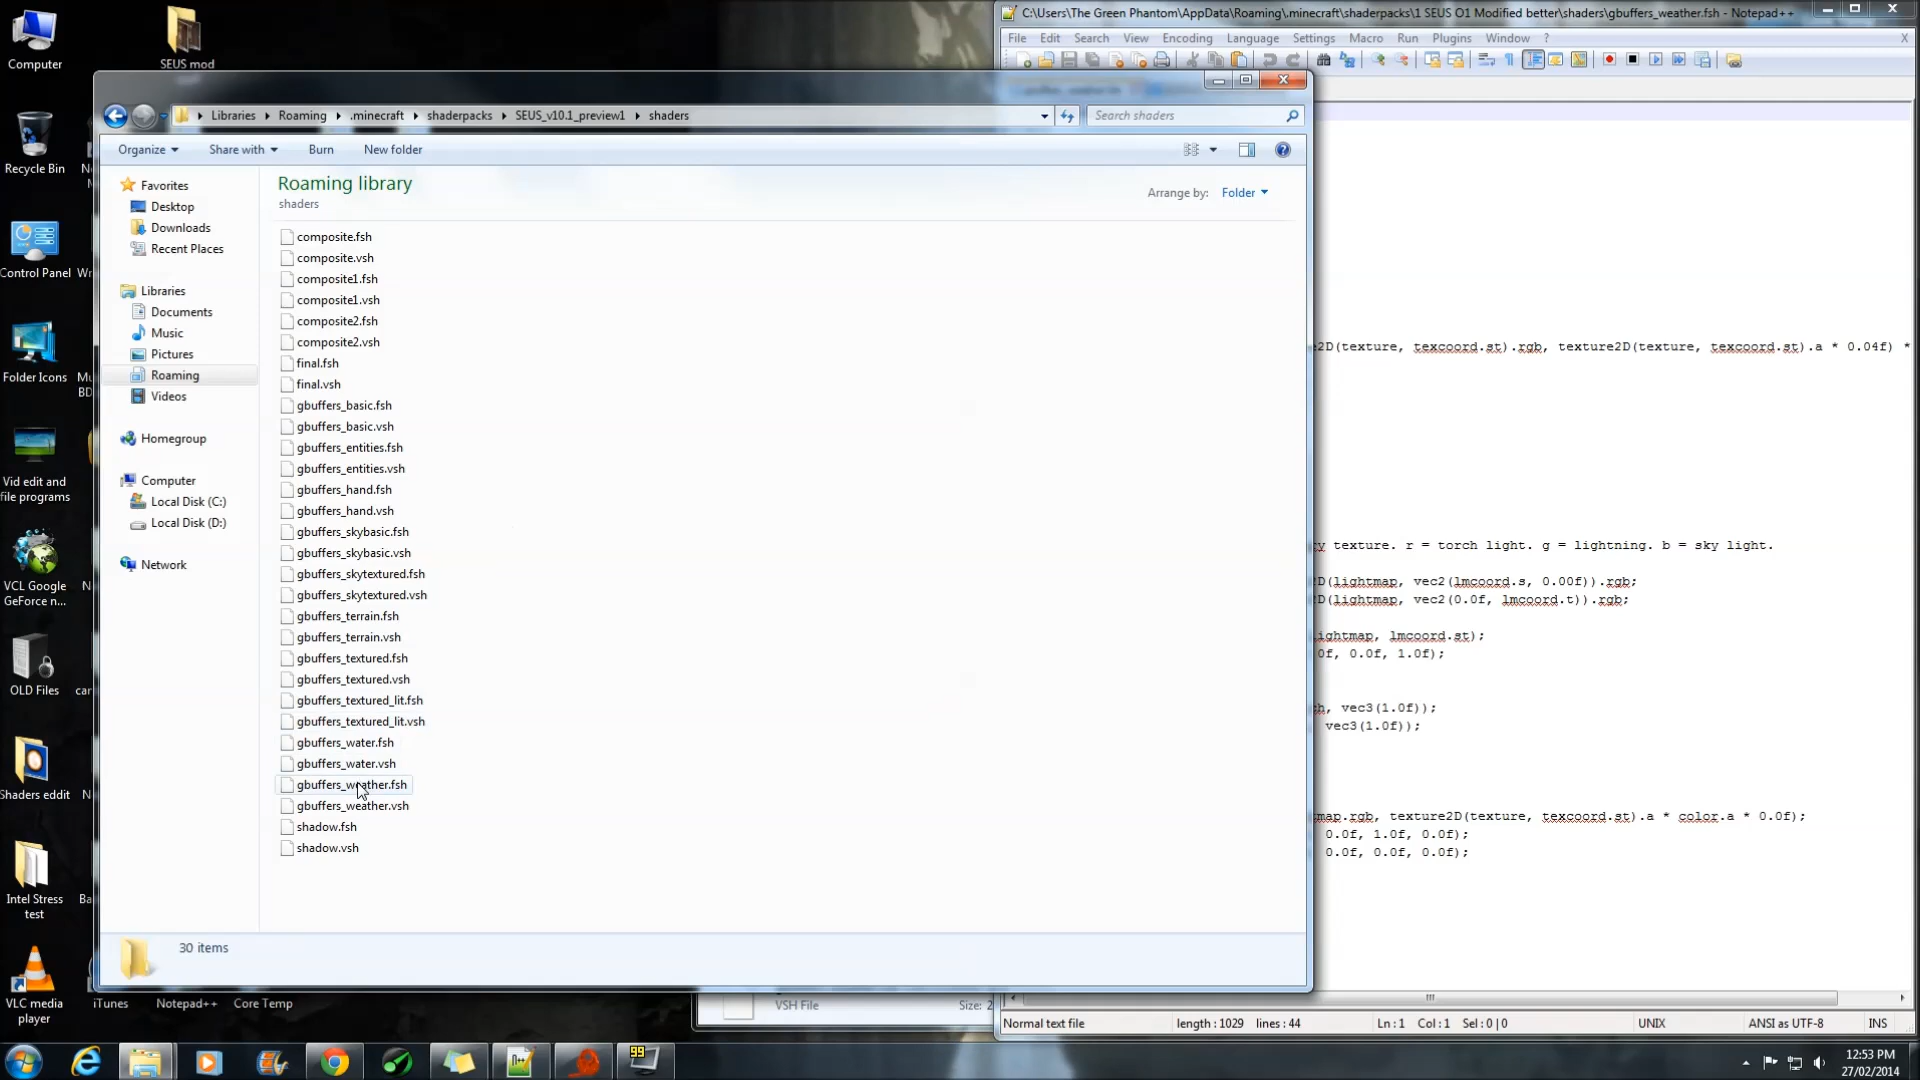 Computer
SEUS mod
Recycle Bin
Control Panel
Folder Icons
Vid edit and
file programs
VCL Google
GeForce n...
OLD Files
Shaders eddit
Intel Stress
test
VLC media
player
iTunes
Notepad++
Core Temp
Libraries
Roaming
.minecraft
shaderpacks
SEUS_v10.1_preview1
shaders
Search shaders
Organize
Share with
Burn
New folder
Roaming library
shaders
Arrange by:
Folder
Favorites
Desktop
Downloads
Recent Places
Libraries
Documents
Music
Pictures
Roaming
Videos
Homegroup
Computer
Local Disk (C:)
Local Disk (D:)
Network
composite.fsh
composite.vsh
composite1.fsh
composite1.vsh
composite2.fsh
composite2.vsh
final.fsh
final.vsh
gbuffers_basic.fsh
gbuffers_basic.vsh
gbuffers_entities.fsh
gbuffers_entities.vsh
gbuffers_hand.fsh
gbuffers_hand.vsh
gbuffers_skybasic.fsh
gbuffers_skybasic.vsh
gbuffers_skytextured.fsh
gbuffers_skytextured.vsh
gbuffers_terrain.fsh
gbuffers_terrain.vsh
gbuffers_textured.fsh
gbuffers_textured.vsh
gbuffers_textured_lit.fsh
gbuffers_textured_lit.vsh
gbuffers_water.fsh
gbuffers_water.vsh
gbuffers_weather.fsh
gbuffers_weather.vsh
shadow.fsh
shadow.vsh
30 items
VSH File
Size: 2
C:\Users\The Green Phantom\AppData\Roaming\.minecraft\shaderpacks\1 SEUS O1 Modified better\shaders\gbuffers_weather.fsh - Notepad++
File Edit Search View Encoding Language Settings Macro Run Plugins Window ?
X
2D(texture, texcoord.st).rgb, texture2D(texture, texcoord.st).a * 0.04f) *
y texture. r = torch light. g = lightning. b = sky light.
D(lightmap, vec2(lmcoord.s, 0.00f)).rgb;
D(lightmap, vec2(0.0f, lmcoord.t)).rgb;
ightmap, lmcoord.st);
0f, 0.0f, 1.0f);
h, vec3(1.0f));
vec3(1.0f));
map.rgb, texture2D(texture, texcoord.st).a * color.a * 0.0f);
0.0f, 1.0f, 0.0f);
0.0f, 0.0f, 0.0f);
Normal text file
length : 1029 lines : 44
Ln : 1 Col : 1 Sel : 0 | 0
UNIX
ANSI as UTF-8
INS
99
12:53 PM
27/02/2014